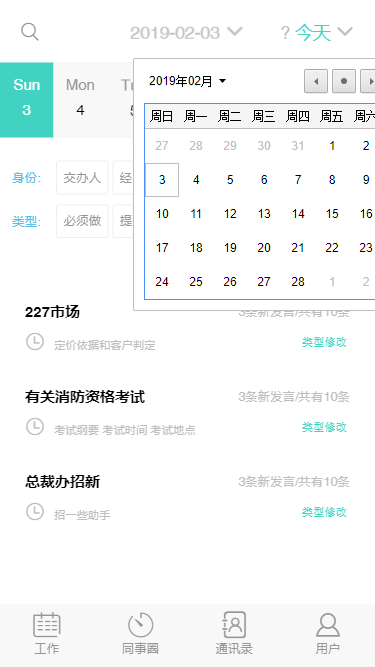 2019-02-03
? 今天
Sun
3
Mon
4
Tu
2019年02月
周日 周一 周二 周三 周四 周五 周六
27 28 29 30 31 1 2
3 4 5 6 7 8 9
10 11 12 13 14 15 16
17 18 19 20 21 22 23
24 25 26 27 28 1 2
身份: 交办人 经
类型: 必须做 提
227市场
3条新发言/共有10条
定价依据和客户判定
类型修改
有关消防资格考试
3条新发言/共有10条
考试纲要 考试时间 考试地点
类型修改
总裁办招新
3条新发言/共有10条
招一些助手
类型修改
工作
同事圈
通讯录
用户